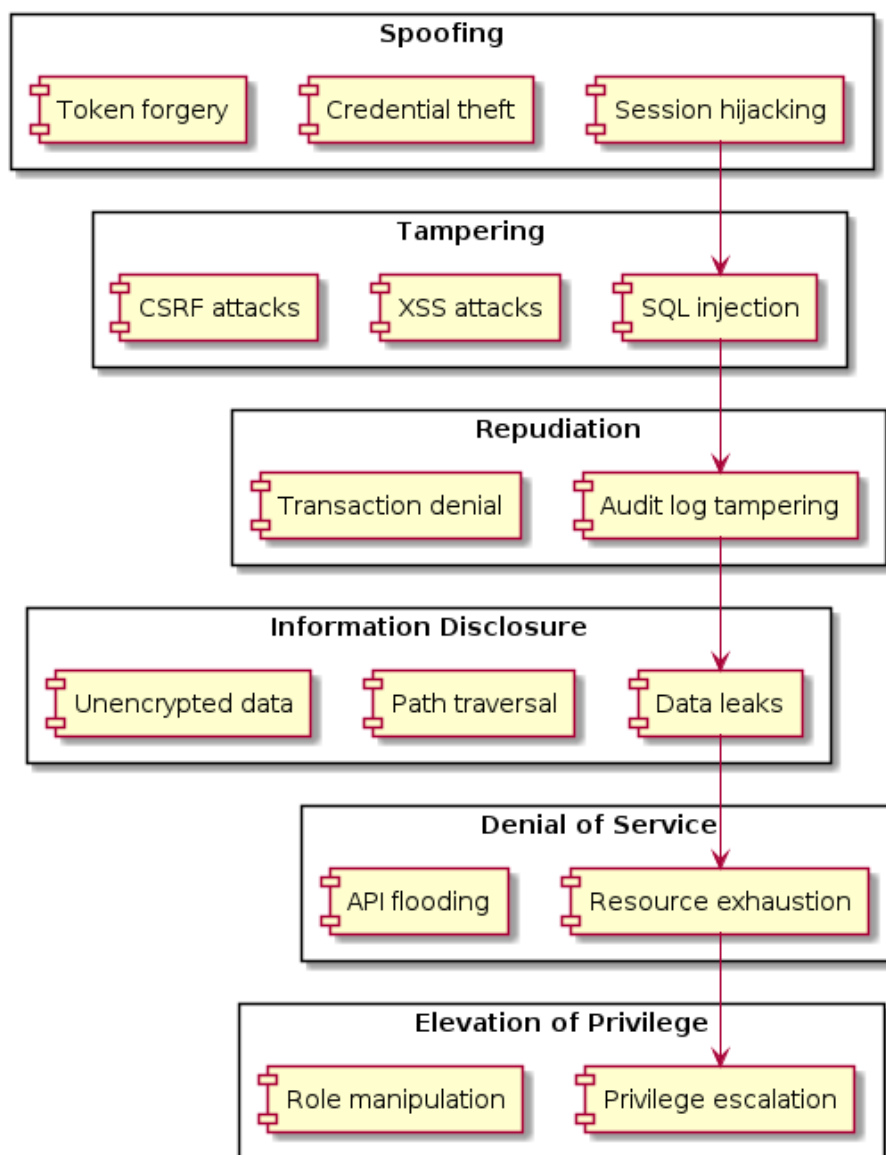 Spoofing
Token forgery
Credential theft
Session hijacking
Tampering
CSRF attacks
XSS attacks
SQL injection
Repudiation
Transaction denial
Audit log tampering
Information Disclosure
Unencrypted data
Path traversal
Data leaks
Denial of Service
API flooding
Resource exhaustion
Elevation of Privilege
Role manipulation
Privilege escalation